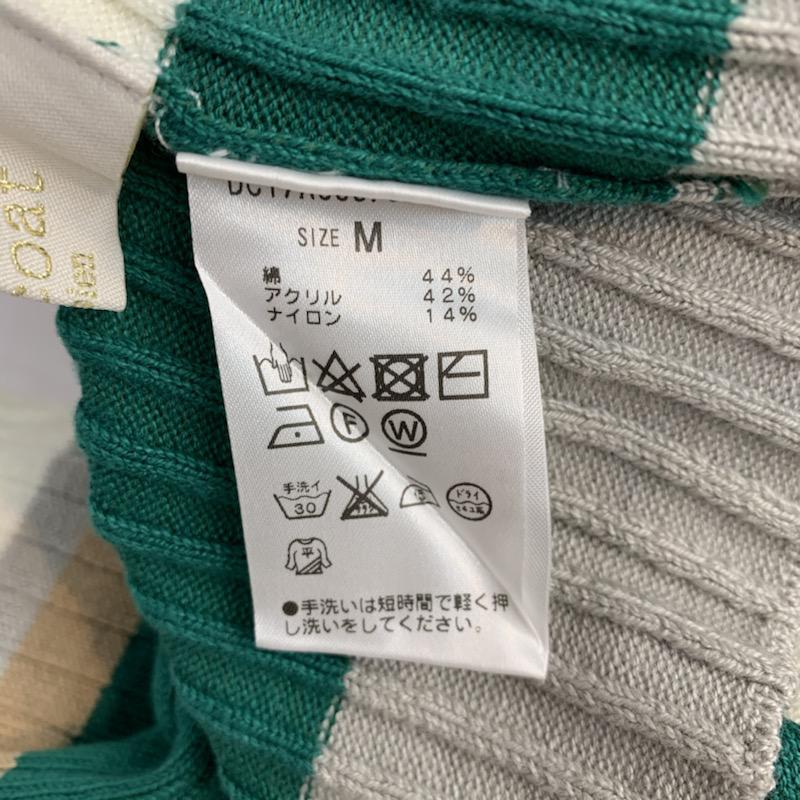 oat
SIZE M
綿 44%
アクリル 42%
ナイロン 14%
F W
手洗イ
30
ドライ
平
●手洗いは短時間で軽く押
し洗いをしてください。